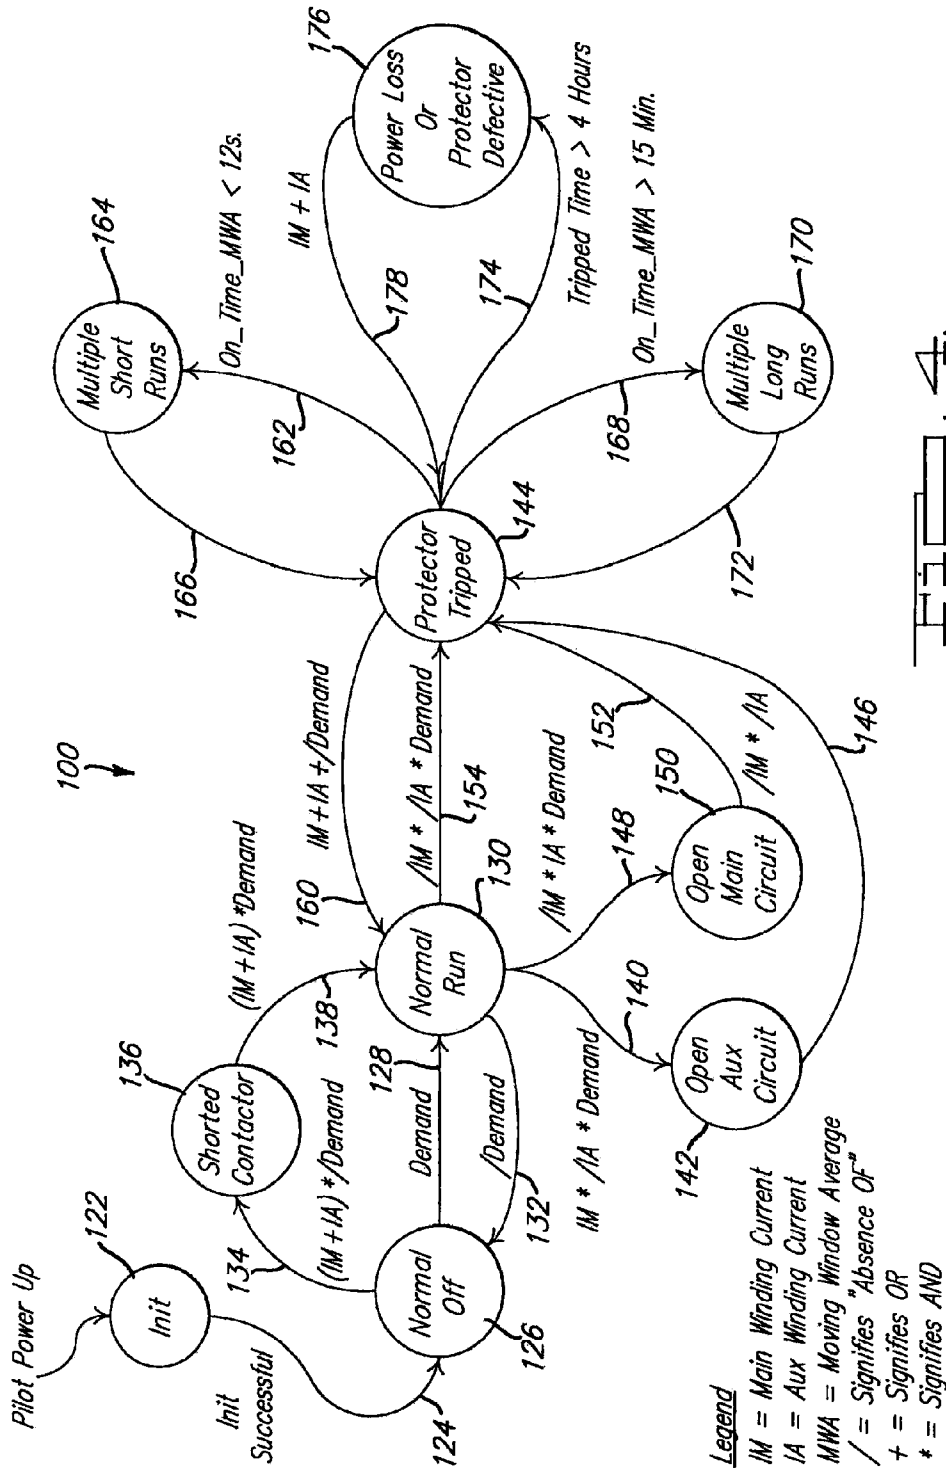 100
Pilot Power Up
122
Init
Init
Successful
124
Normal
Off
126
134
(IM + IA) * /Demand
Shorted
Contactor
136
(IM + IA) *Demand
138
Demand
128
/Demand
132
Normal
Run
130
IM * /IA * Demand
140
Open
Aux
Circuit
142
/IM * IA * Demand
148
Open
Main
Circuit
150
152
/IM * /IA
146
160
IM + IA + /Demand
/IM * /IA * Demand
154
Protector
Tripped
144
166
162
Multiple
Short
Runs
164
On_Time_MWA < 12s.
IM + IA
178
174
Power Loss
Or
Protector
Defective
176
Tripped Time > 4 Hours
On_Time_MWA > 15 Min.
168
Multiple
Long
Runs
170
172
Legend
IM = Main Winding Current
IA = Aux Winding Current
MWA = Moving Window Average
/ = Signifies "Absence OF"
+ = Signifies OR
* = Signifies AND